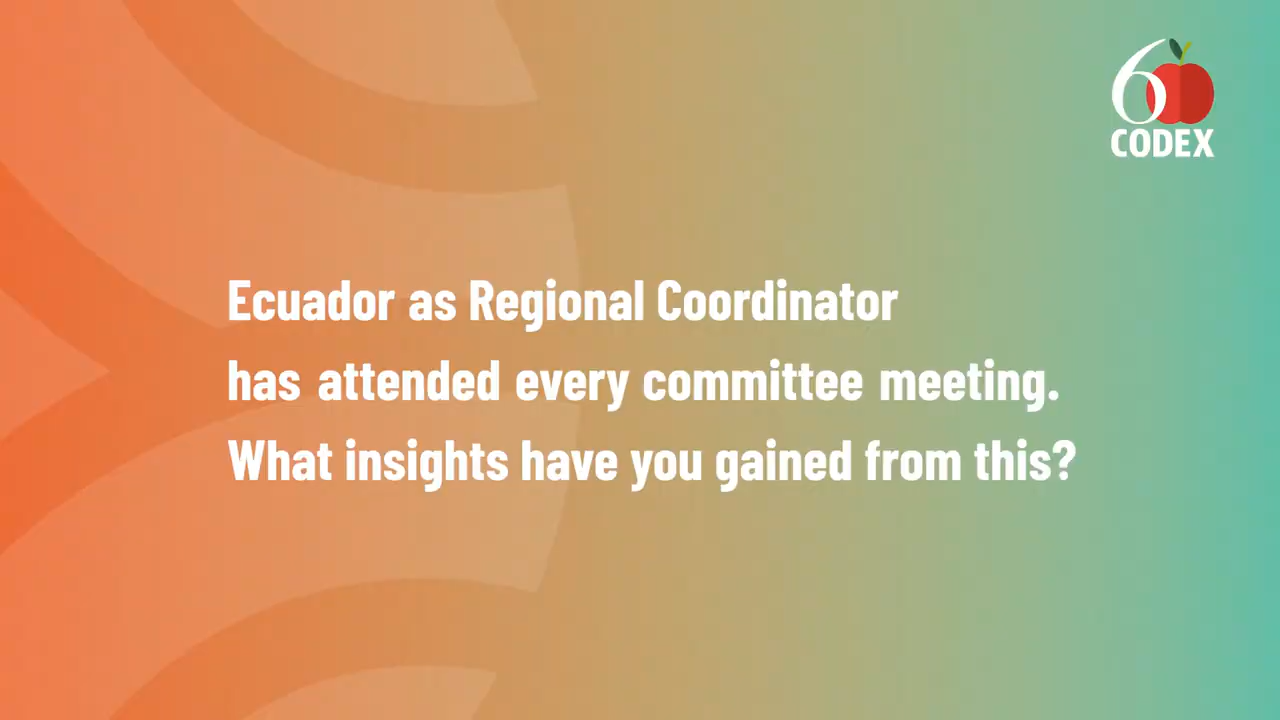 60
CODEX
Ecuador as Regional Coordinator
has attended every committee meeting.
What insights have you gained from this?